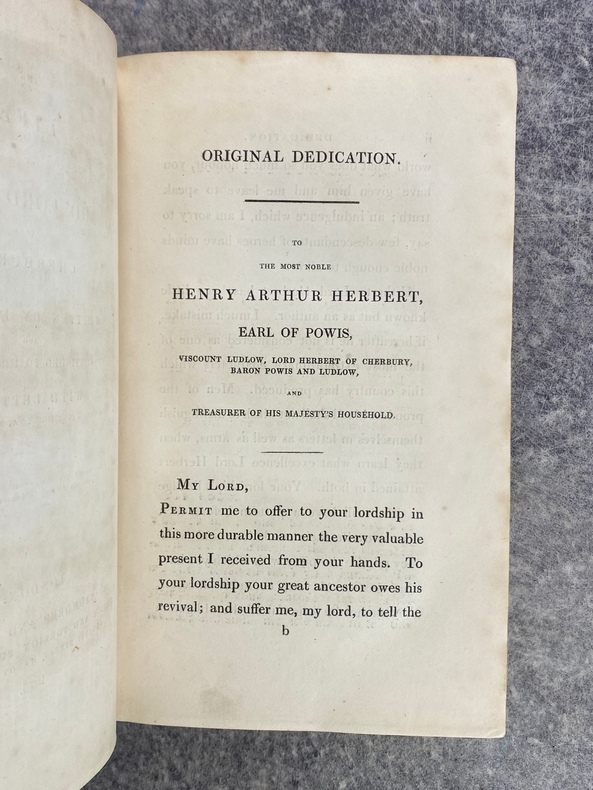 ORIGINAL DEDICATION.
TO
THE MOST NOBLE
HENRY ARTHUR HERBERT,
EARL OF POWIS,
VISCOUNT LUDLOW, LORD HERBERT OF CHERBURY,
BARON POWIS AND LUDLOW,
AND
TREASURER OF HIS MAJESTY'S HOUSEHOLD.
MY LORD,
PERMIT me to offer to your lordship in
this more durable manner the very valuable
present I received from your hands. To
your lordship your great ancestor owes his
revival; and suffer me, my lord, to tell the
b